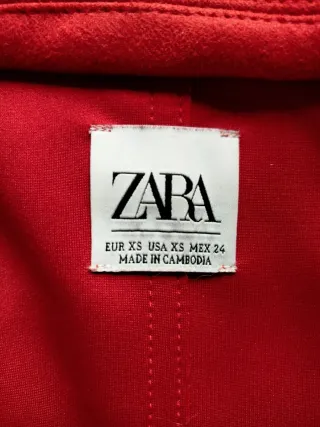 ZARA
EUR XS USA XS MEX 24
MADE IN CAMBODIA